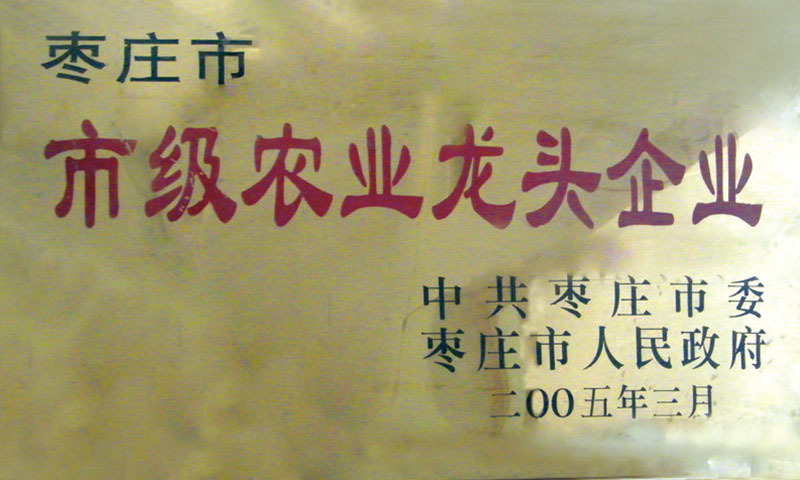 枣庄市
市级农业龙头企业
中共枣庄市委
枣庄市人民政府
二00五年三月